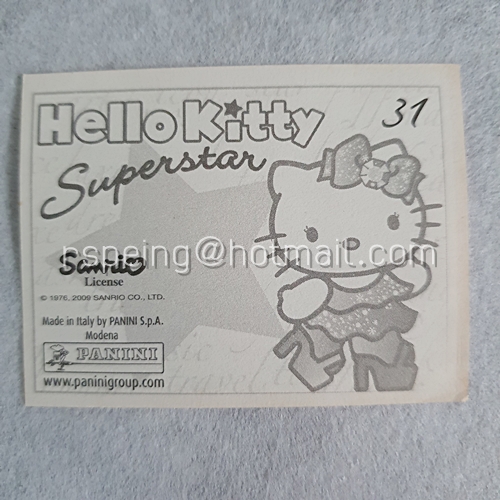 Hello Kitty
31
Superstar
pspeing@hotmail.com
Sanrio
License
© 1976, 2009 SANRIO CO., LTD.
Made in Italy by PANINI S.p.A.
Modena
PANINI
www.paninigroup.com